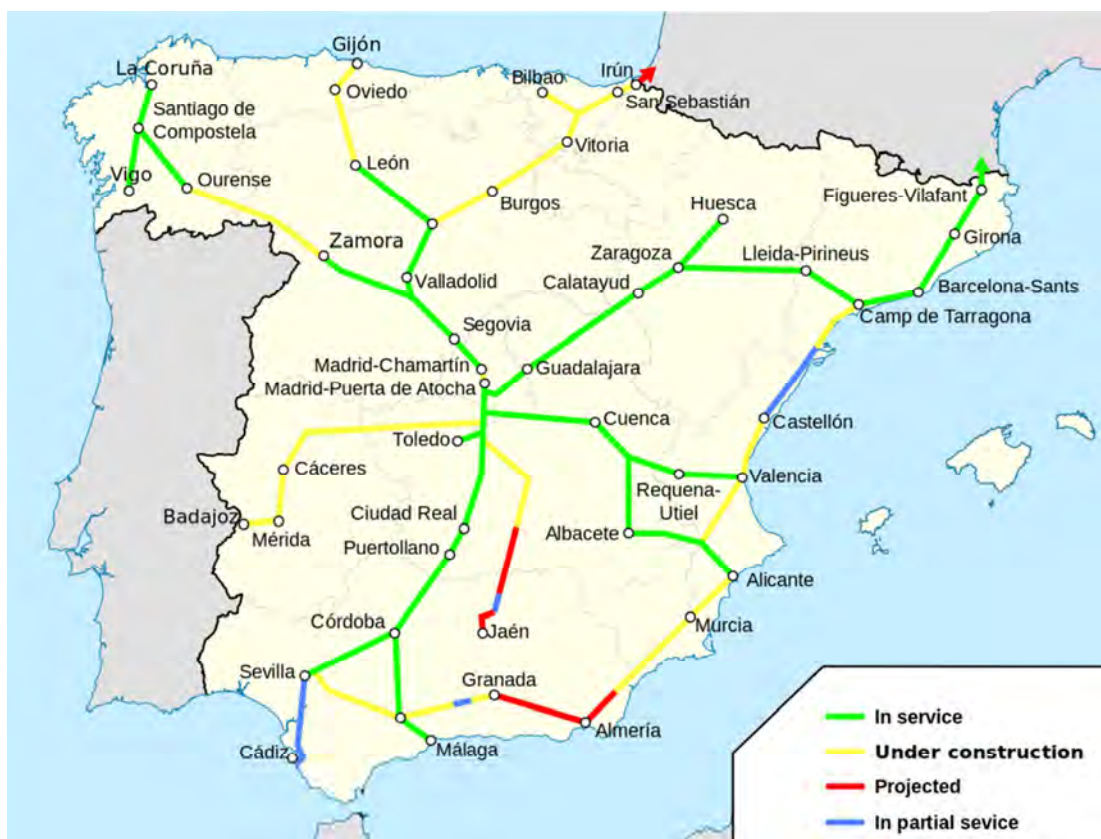 Gijón
La Coruña
Oviedo
Bilbao
Irún
San Sebastián
Santiago de
Compostela
Vitoria
León
Vigo
Ourense
Burgos
Huesca
Figueres-Vilafant
Zamora
Zaragoza
Lleida-Pirineus
Girona
Valladolid
Calatayud
Barcelona-Sants
Camp de Tarragona
Segovia
Madrid-Chamartín
Guadalajara
Madrid-Puerta de Atocha
Cuenca
Castellón
Toledo
Cáceres
Valencia
Requena-
Utiel
Badajoz
Mérida
Ciudad Real
Albacete
Puertollano
Alicante
Córdoba
Jaén
Murcia
Sevilla
Granada
Almería
Cádiz
Málaga
In service
Under construction
Projected
In partial sevice